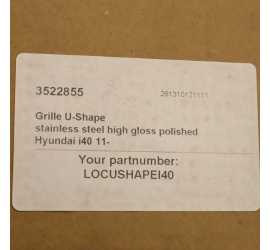 3522855
Grille U-Shape
stainless steel high gloss polished
Hyundai i40 11-
Your partnumber:
LOCUSHAPEI40